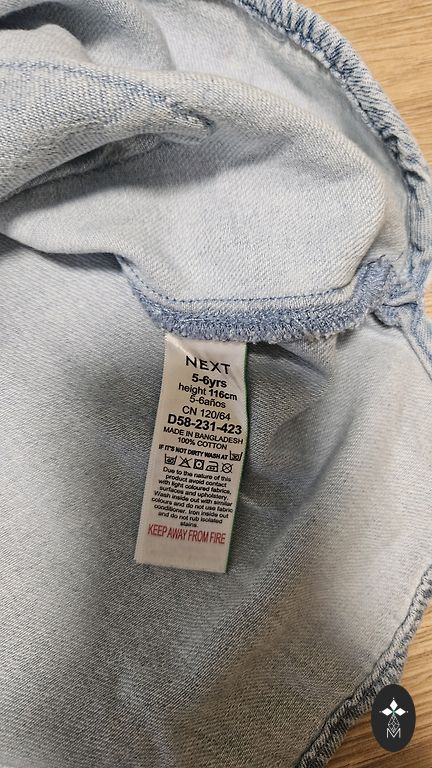 NEXT
5-6yrs
height 116cm
5-6años
CN 120/64
D58-231-423
MADE IN BANGLADESH
100% COTTON
IF IT'S NOT DIRTY WASH AT
Due to the nature of this
product avoid contact
with light coloured fabrics,
surfaces and upholstery.
Wash inside out with similar
colours and do not use fabric
conditioner. Iron inside out
and do not rub isolated
stains.
KEEP AWAY FROM FIRE
M